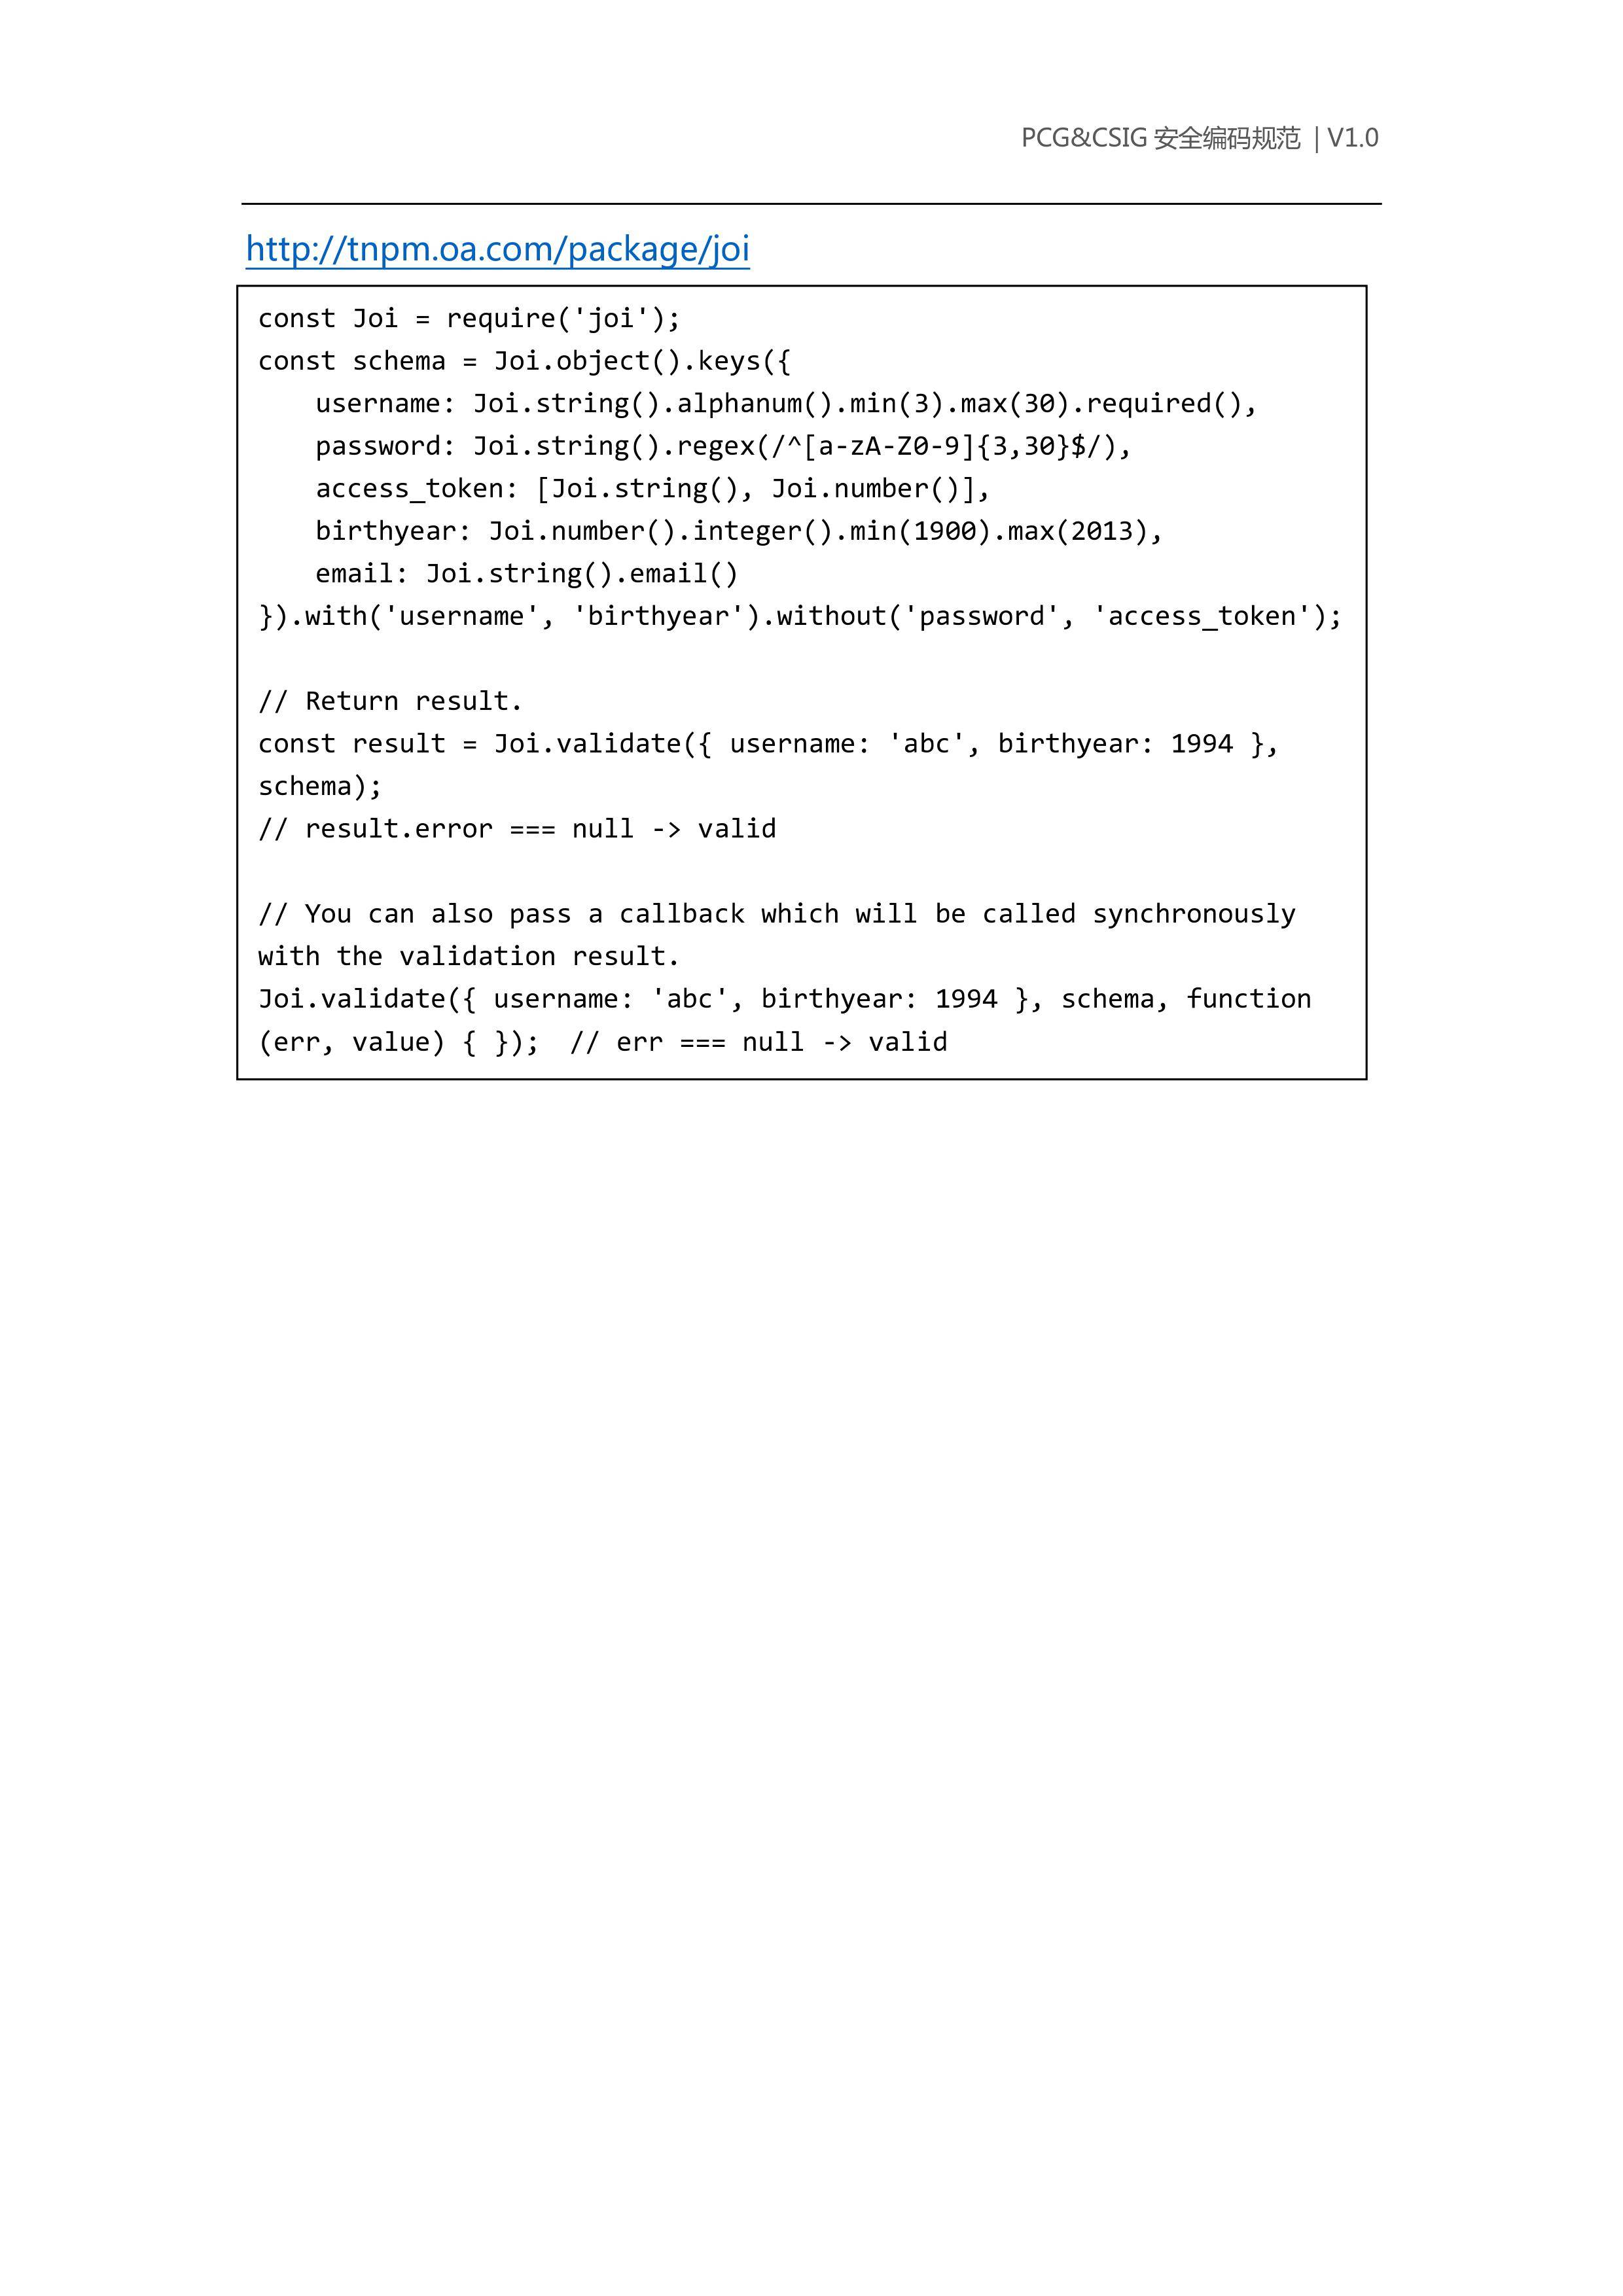 PCG&CSIG 安全编码规范 | V1.0
http://tnpm.oa.com/package/joi
const Joi = require('joi');
const schema = Joi.object().keys({
    username: Joi.string().alphanum().min(3).max(30).required(),
    password: Joi.string().regex(/^[a-zA-Z0-9]{3,30}$/),
    access_token: [Joi.string(), Joi.number()],
    birthyear: Joi.number().integer().min(1900).max(2013),
    email: Joi.string().email()
}).with('username', 'birthyear').without('password', 'access_token');
// Return result.
const result = Joi.validate({ username: 'abc', birthyear: 1994 },
schema);
// result.error === null -> valid
// You can also pass a callback which will be called synchronously
with the validation result.
Joi.validate({ username: 'abc', birthyear: 1994 }, schema, function
(err, value) { });  // err === null -> valid